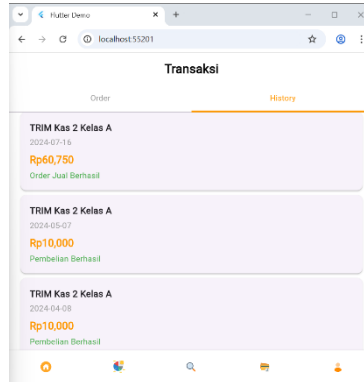 Flutter Demo
localhost:55201
Transaksi
Order History
TRIM Kas 2 Kelas A
2024-07-16
Rp60,750
Order Jual Berhasil
TRIM Kas 2 Kelas A
2024-05-07
Rp10,000
Pembelian Berhasil
TRIM Kas 2 Kelas A
2024-04-08
Rp10,000
Pembelian Berhasil